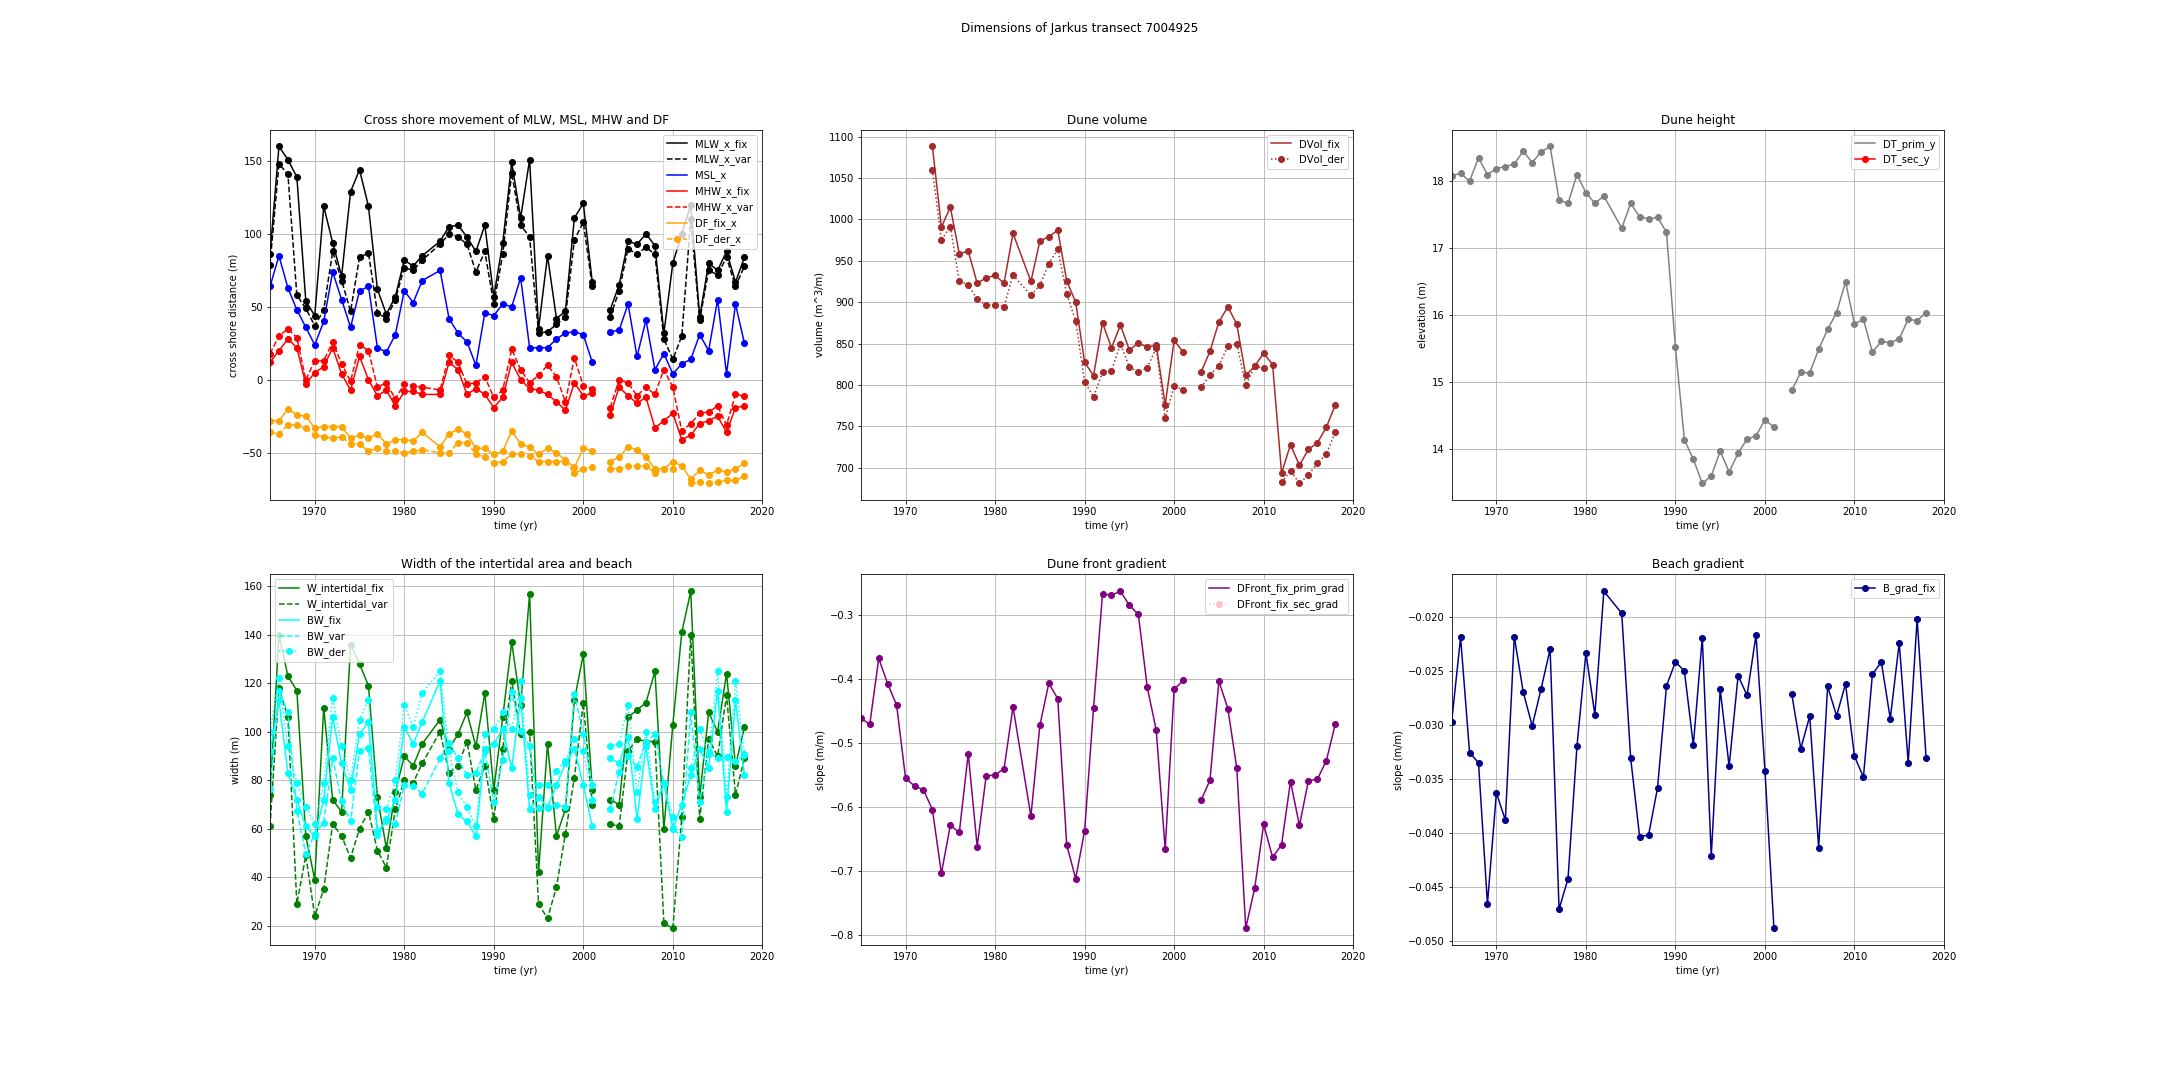 Dimensions of Jarkus transect 7004925
Cross shore movement of MLW, MSL, MHW and DF
MLW_x_fix
MLW_x_var
MSL_x
MHW_x_fix
MHW_x_var
DF_fix_x
DF_der_x
cross shore distance (m)
150
100
50
0
−50
1970 1980 1990 2000 2010 2020
time (yr)
Dune volume
DVol_fix
DVol_der
volume (m^3/m)
1100
1050
1000
950
900
850
800
750
700
1970 1980 1990 2000 2010 2020
time (yr)
Dune height
DT_prim_y
DT_sec_y
elevation (m)
18
17
16
15
14
1970 1980 1990 2000 2010 2020
time (yr)
Width of the intertidal area and beach
W_intertidal_fix
W_intertidal_var
BW_fix
BW_var
BW_der
width (m)
160
140
120
100
80
60
40
20
1970 1980 1990 2000 2010 2020
time (yr)
Dune front gradient
DFront_fix_prim_grad
DFront_fix_sec_grad
slope (m/m)
−0.3
−0.4
−0.5
−0.6
−0.7
−0.8
1970 1980 1990 2000 2010 2020
time (yr)
Beach gradient
B_grad_fix
slope (m/m)
−0.020
−0.025
−0.030
−0.035
−0.040
−0.045
−0.050
1970 1980 1990 2000 2010 2020
time (yr)